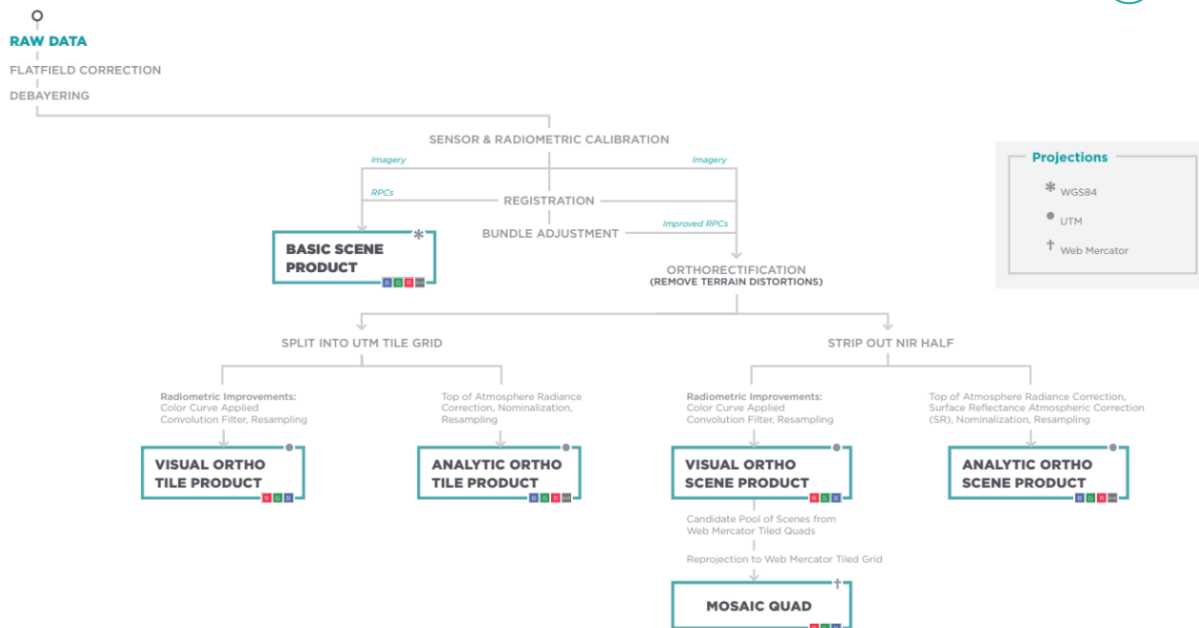 RAW DATA
FLATFIELD CORRECTION
DEBAYERING
SENSOR & RADIOMETRIC CALIBRATION
Imagery
Imagery
RPCs
REGISTRATION
BUNDLE ADJUSTMENT
Improved RPCs
BASIC SCENE
PRODUCT
*
B G R
ORTHORECTIFICATION
(REMOVE TERRAIN DISTORTIONS)
Projections
* WGS84
UTM
† Web Mercator
SPLIT INTO UTM TILE GRID
STRIP OUT NIR HALF
Radiometric Improvements:
Color Curve Applied
Convolution Filter, Resampling
Top of Atmosphere Radiance
Correction, Nominalization,
Resampling
Radiometric Improvements:
Color Curve Applied
Convolution Filter, Resampling
Top of Atmosphere Radiance Correction,
Surface Reflectance Atmospheric Correction
(SR), Nominalization, Resampling
VISUAL ORTHO
TILE PRODUCT
R G B
ANALYTIC ORTHO
TILE PRODUCT
B G R
VISUAL ORTHO
SCENE PRODUCT
R G B
ANALYTIC ORTHO
SCENE PRODUCT
B G R
Candidate Pool of Scenes from
Web Mercator Tiled Quads
Reprojection to Web Mercator Tiled Grid
†
MOSAIC QUAD